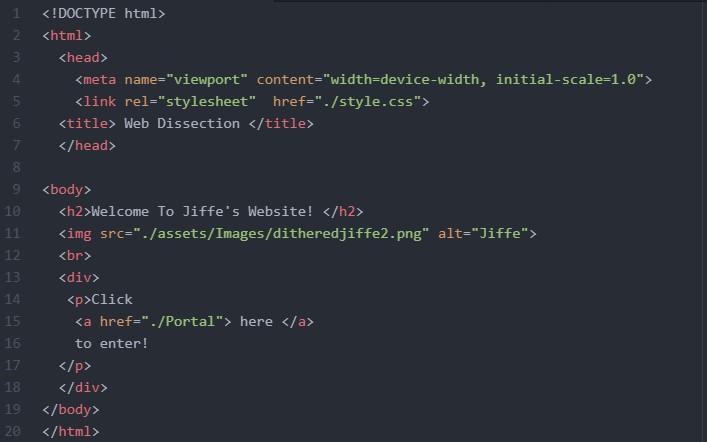 1 <!DOCTYPE html>
2 <html>
3 <head>
4 <meta name="viewport" content="width=device-width, initial-scale=1.0">
5 <link rel="stylesheet"  href="./style.css">
6 <title> Web Dissection </title>
7 </head>
8
9 <body>
10 <h2>Welcome To Jiffe's Website! </h2>
11 <img src="./assets/Images/ditheredjiffe2.png" alt="Jiffe">
12 <br>
13 <div>
14 <p>Click
15 <a href="./Portal"> here </a>
16 to enter!
17 </p>
18 </div>
19 </body>
20 </html>